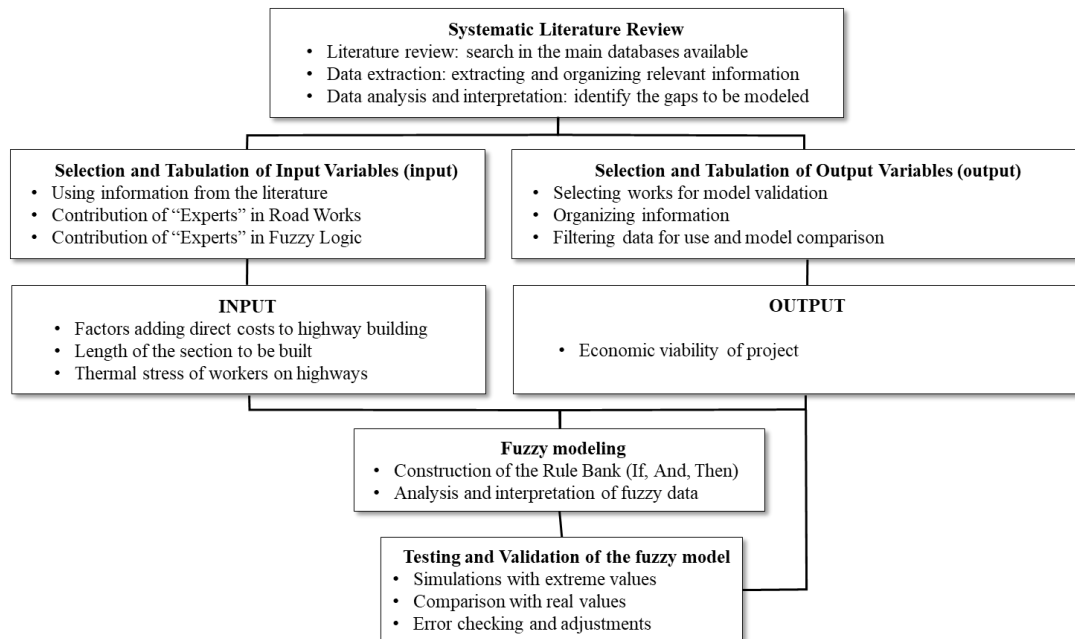 Systematic Literature Review
• Literature review: search in the main databases available
• Data extraction: extracting and organizing relevant information
• Data analysis and interpretation: identify the gaps to be modeled
Selection and Tabulation of Input Variables (input)
• Using information from the literature
• Contribution of “Experts” in Road Works
• Contribution of “Experts” in Fuzzy Logic
Selection and Tabulation of Output Variables (output)
• Selecting works for model validation
• Organizing information
• Filtering data for use and model comparison
INPUT
• Factors adding direct costs to highway building
• Length of the section to be built
• Thermal stress of workers on highways
OUTPUT
• Economic viability of project
Fuzzy modeling
• Construction of the Rule Bank (If, And, Then)
• Analysis and interpretation of fuzzy data
Testing and Validation of the fuzzy model
• Simulations with extreme values
• Comparison with real values
• Error checking and adjustments